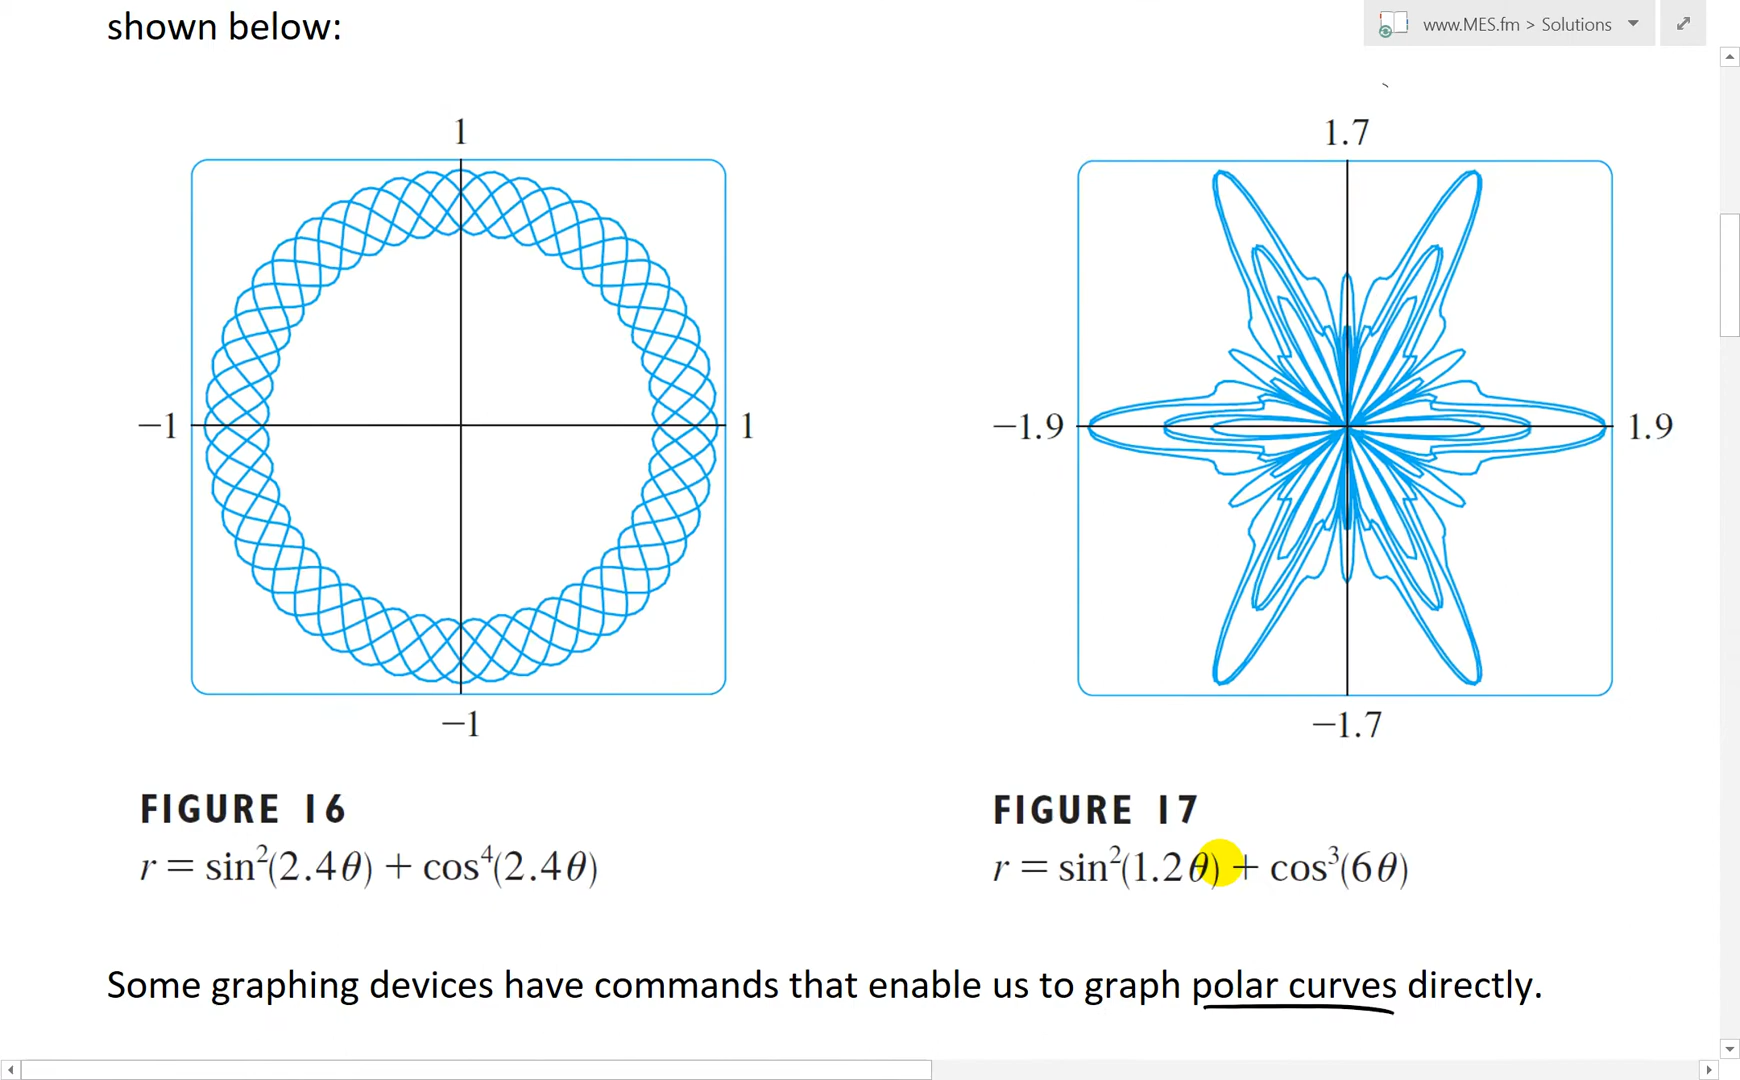 shown below:
www.MES.fm > Solutions
1
−1
1
−1
1.7
−1.9
1.9
−1.7
FIGURE 16
r = sin²(2.4θ) + cos⁴(2.4θ)
FIGURE 17
r = sin²(1.2θ) + cos³(6θ)
Some graphing devices have commands that enable us to graph polar curves directly.